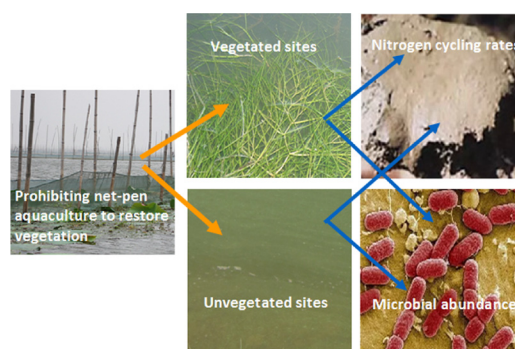 Vegetated sites
Nitrogen cycling rates
Prohibiting net-pen
aquaculture to restore
vegetation
Unvegetated sites
Microbial abundance